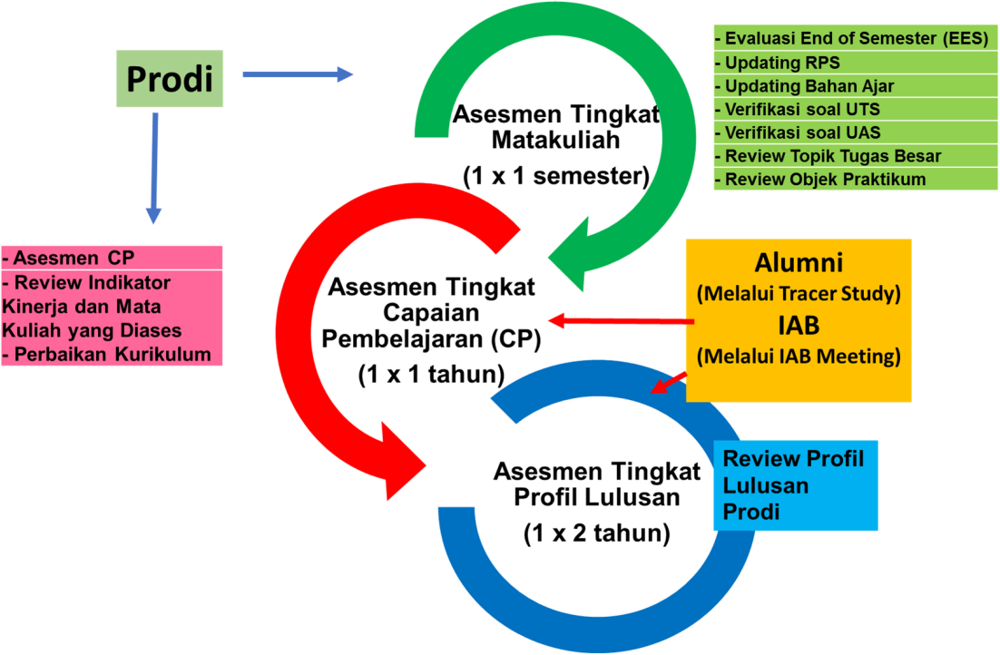 Prodi
Asesmen Tingkat
Matakuliah
(1 x 1 semester)
- Evaluasi End of Semester (EES)
- Updating RPS
- Updating Bahan Ajar
- Verifikasi soal UTS
- Verifikasi soal UAS
- Review Topik Tugas Besar
- Review Objek Praktikum
- Asesmen CP
- Review Indikator
Kinerja dan Mata
Kuliah yang Diases
- Perbaikan Kurikulum
Asesmen Tingkat
Capaian
Pembelajaran (CP)
(1 x 1 tahun)
Alumni
(Melalui Tracer Study)
IAB
(Melalui IAB Meeting)
Asesmen Tingkat
Profil Lulusan
(1 x 2 tahun)
Review Profil
Lulusan
Prodi